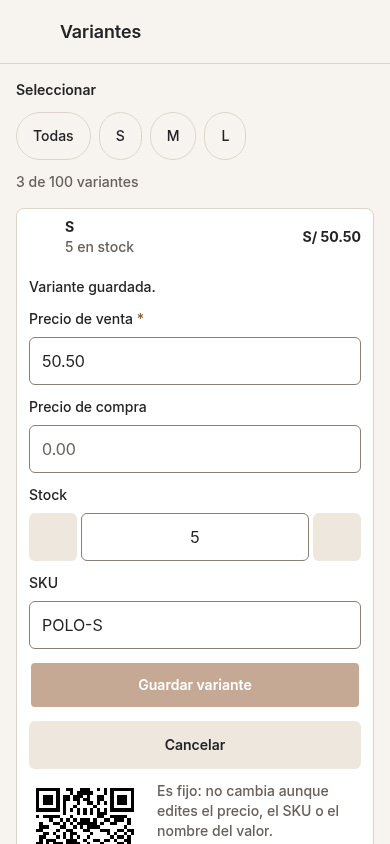 Variantes
Seleccionar
Todas
S
M
L
3 de 100 variantes
S
5 en stock
S/ 50.50
Variante guardada.
Precio de venta *
50.50
Precio de compra
0.00
Stock
5
SKU
POLO-S
Guardar variante
Cancelar
Es fijo: no cambia aunque
edites el precio, el SKU o el
nombre del valor.